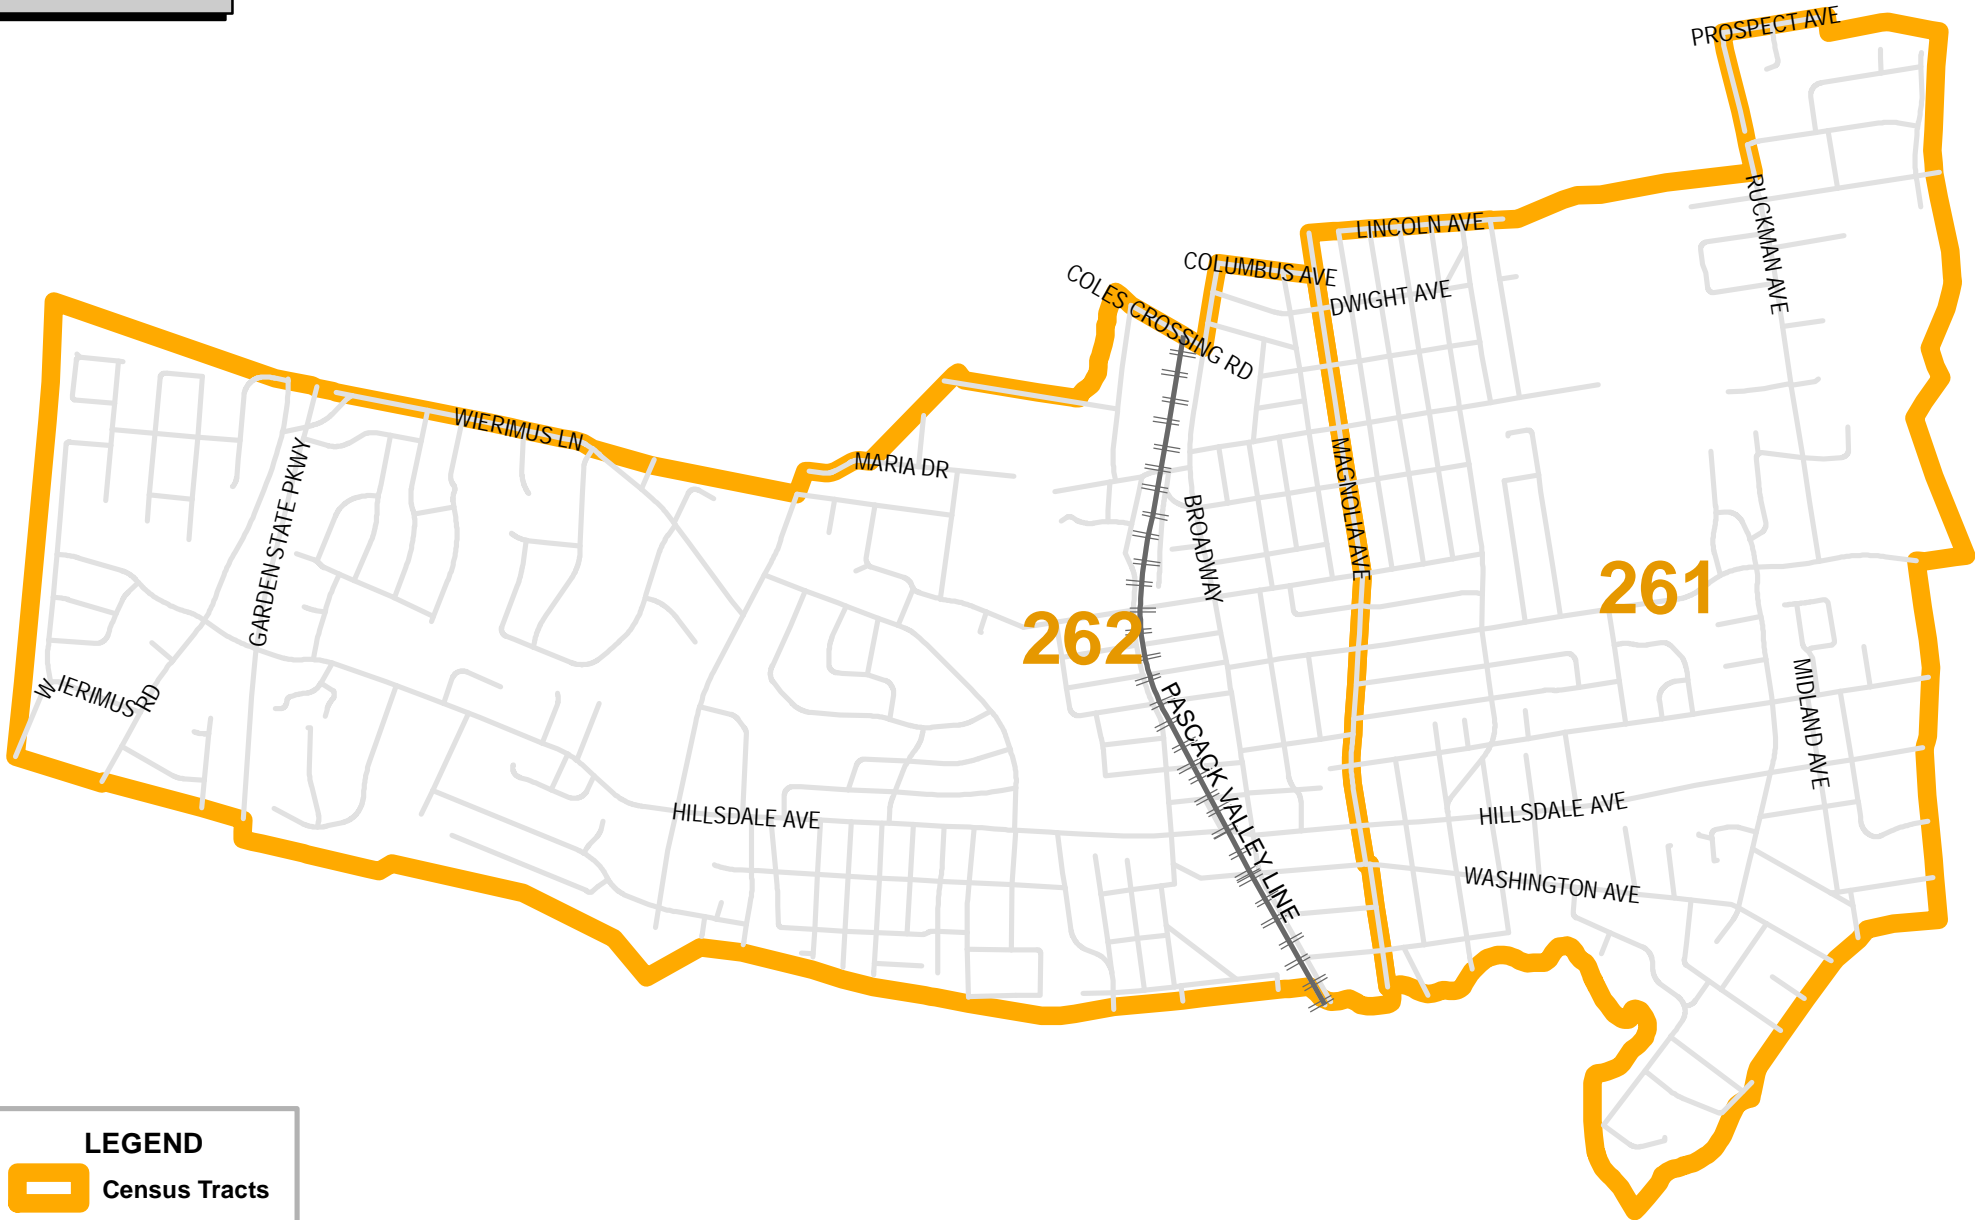 PROSPECT AVE
RUCKMAN AVE
LINCOLN AVE
COLUMBUS AVE
COLES CROSSING RD
DWIGHT AVE
WIERIMUS LN
MARIA DR
GARDEN STATE PKWY
MAGNOLIA AVE
BROADWAY
261
262
WIERIMUS RD
PASCACK VALLEY LINE
MIDLAND AVE
HILLSDALE AVE
HILLSDALE AVE
WASHINGTON AVE
LEGEND
Census Tracts